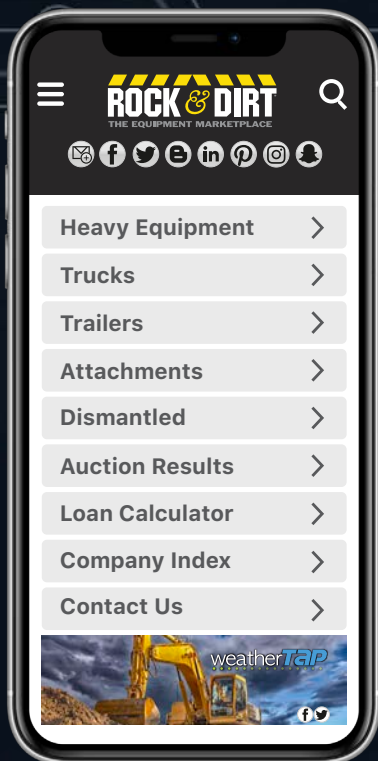 ROCK & DIRT
THE EQUIPMENT MARKETPLACE
Heavy Equipment
Trucks
Trailers
Attachments
Dismantled
Auction Results
Loan Calculator
Company Index
Contact Us
weatherTAP